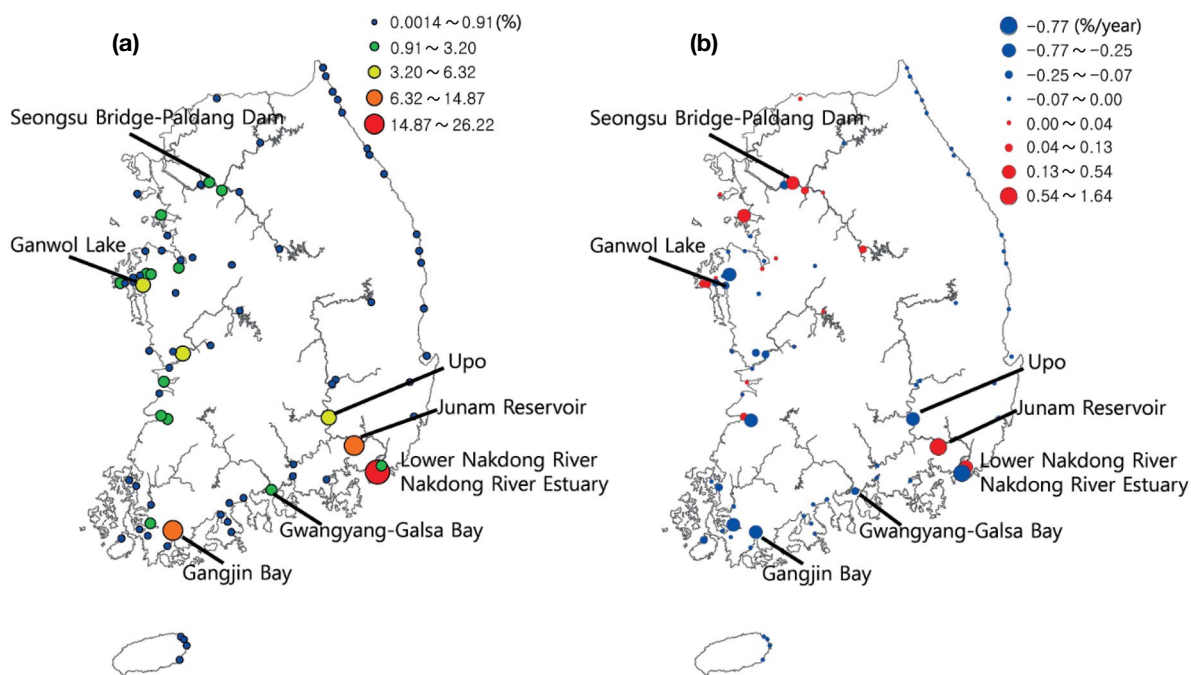 (a)
0.0014～0.91(%)
0.91～3.20
3.20～6.32
6.32～14.87
14.87～26.22
Seongsu Bridge-Paldang Dam
Ganwol Lake
Upo
Junam Reservoir
Lower Nakdong River
Nakdong River Estuary
Gwangyang-Galsa Bay
Gangjin Bay
(b)
−0.77 (%/year)
−0.77～−0.25
−0.25～−0.07
−0.07～0.00
0.00～0.04
0.04～0.13
0.13～0.54
0.54～1.64
Seongsu Bridge-Paldang Dam
Ganwol Lake
Upo
Junam Reservoir
Lower Nakdong River
Nakdong River Estuary
Gwangyang-Galsa Bay
Gangjin Bay